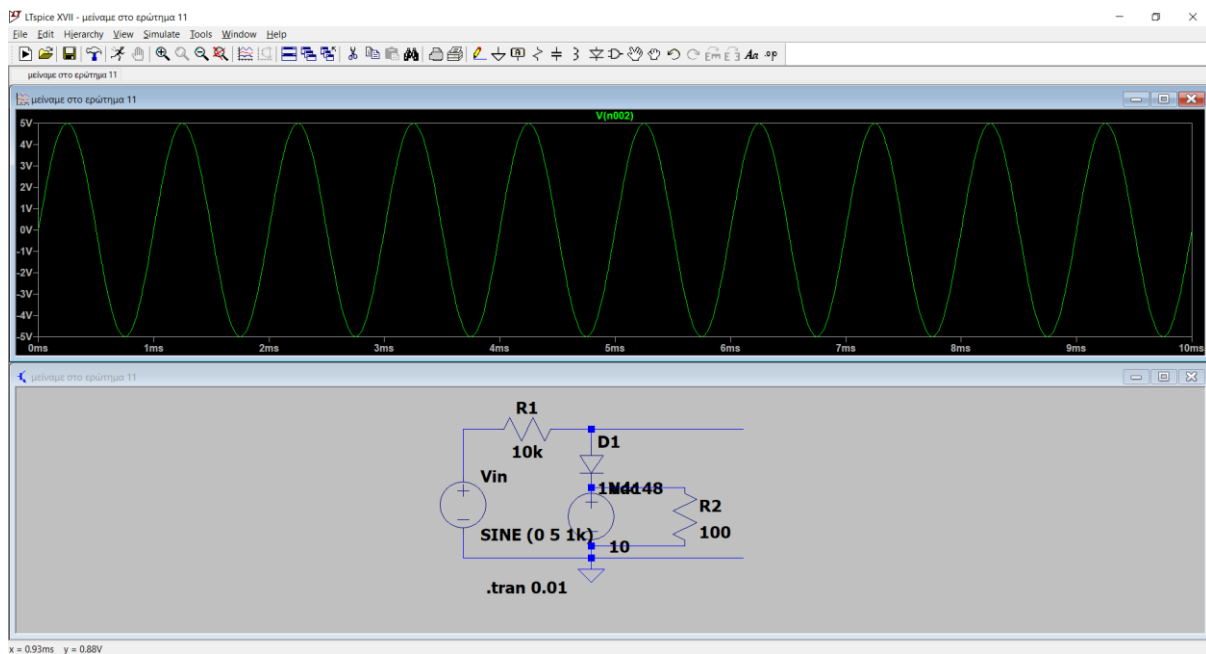 LTspice XVII - μείναμε στο ερώτημα 11
File Edit Hierarchy View Simulate Tools Window Help
μείναμε στο ερώτημα 11
μείναμε στο ερώτημα 11
V(n002)
5V
4V
3V
2V
1V
0V
-1V
-2V
-3V
-4V
-5V
0ms 1ms 2ms 3ms 4ms 5ms 6ms 7ms 8ms 9ms 10ms
μείναμε στο ερώτημα 11
R1
10k
D1
Vin
1N4148
R2
100
SINE (0 5 1k)
10
.tran 0.01
x = 0.93ms y = 0.88V